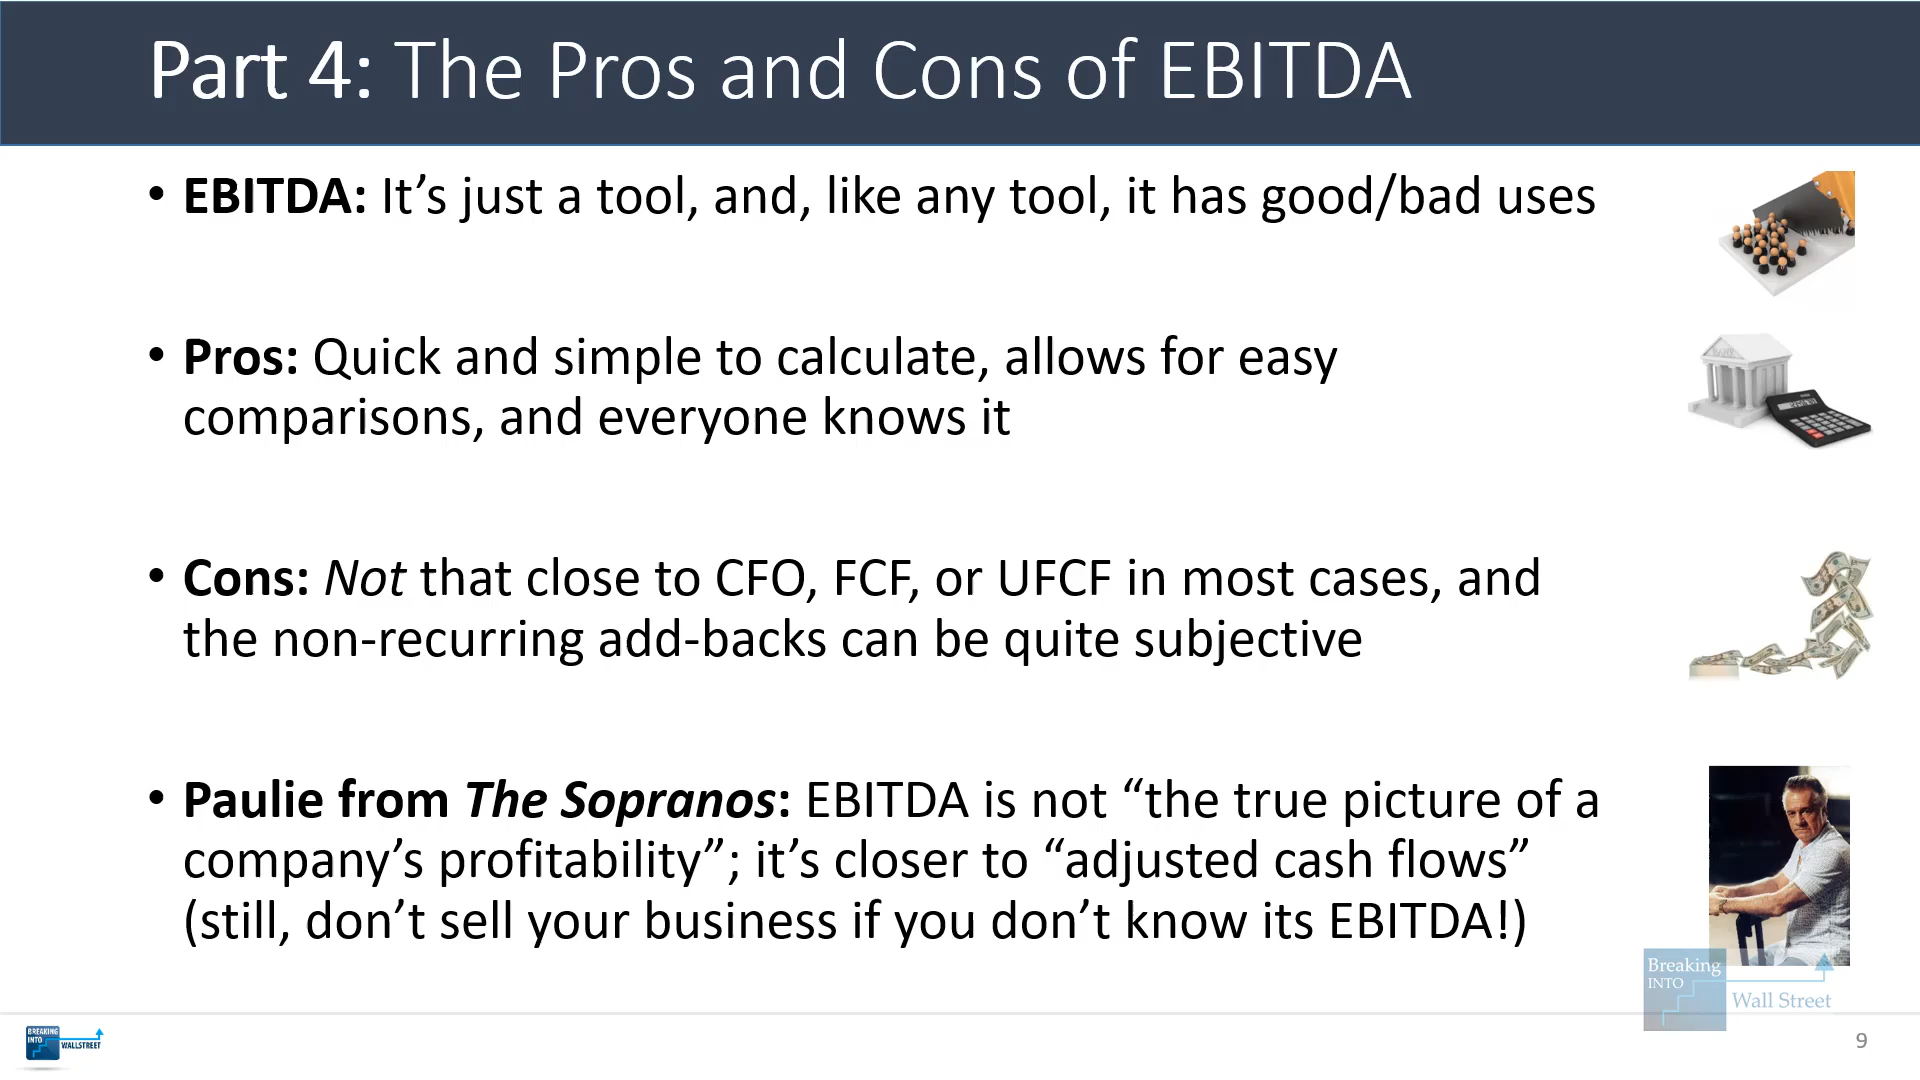 Part 4: The Pros and Cons of EBITDA
• EBITDA: It’s just a tool, and, like any tool, it has good/bad uses
• Pros: Quick and simple to calculate, allows for easy
comparisons, and everyone knows it
• Cons: Not that close to CFO, FCF, or UFCF in most cases, and
the non-recurring add-backs can be quite subjective
• Paulie from The Sopranos: EBITDA is not “the true picture of a
company’s profitability”; it’s closer to “adjusted cash flows”
(still, don’t sell your business if you don’t know its EBITDA!)
Breaking
INTO
Wall Street
BREAKING
INTO
WALLSTREET
9